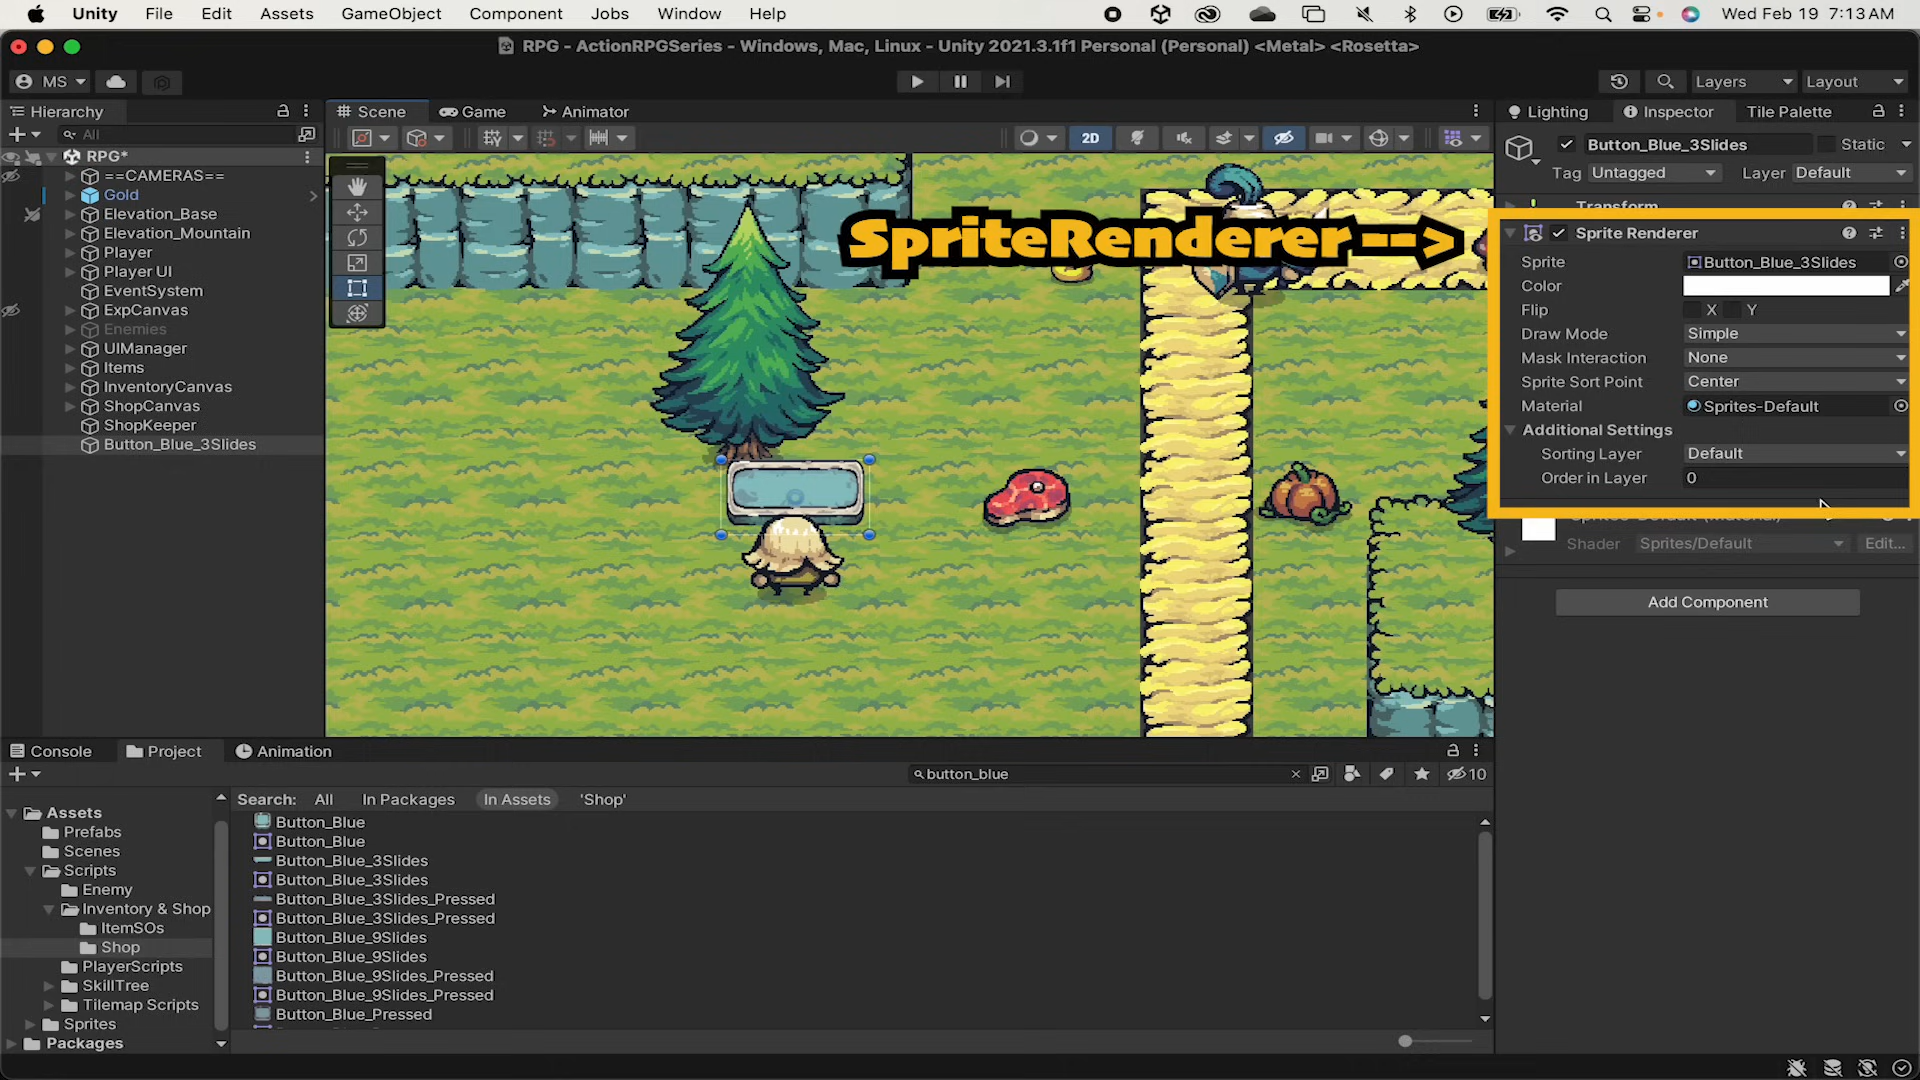 Unity File Edit Assets GameObject Component Jobs Window Help Wed Feb 19 7:13 AM
RPG - ActionRPGSeries - Windows, Mac, Linux - Unity 2021.3.1f1 Personal (Personal) <Metal> <Rosetta>
MS Layers Layout
Hierarchy Scene Game Animator Lighting Inspector Tile Palette
All 2D
RPG*
==CAMERAS==
Gold
Elevation_Base
Elevation_Mountain
Player
Player UI
EventSystem
ExpCanvas
Enemies
UIManager
Items
InventoryCanvas
ShopCanvas
ShopKeeper
Button_Blue_3Slides
SpriteRenderer -->
Button_Blue_3Slides Static
Tag Untagged Layer Default
Transform
Sprite Renderer
Sprite Button_Blue_3Slides
Color
Flip X Y
Draw Mode Simple
Mask Interaction None
Sprite Sort Point Center
Material Sprites-Default
Additional Settings
Sorting Layer Default
Order in Layer 0
Sprites-Default (Material)
Shader Sprites/Default Edit...
Add Component
Console Project Animation
button_blue 10
Assets
Prefabs
Scenes
Scripts
Enemy
Inventory & Shop
ItemSOs
Shop
PlayerScripts
SkillTree
Tilemap Scripts
Sprites
Packages
Search: All In Packages In Assets 'Shop'
Button_Blue
Button_Blue
Button_Blue_3Slides
Button_Blue_3Slides
Button_Blue_3Slides_Pressed
Button_Blue_3Slides_Pressed
Button_Blue_9Slides
Button_Blue_9Slides
Button_Blue_9Slides_Pressed
Button_Blue_9Slides_Pressed
Button_Blue_Pressed